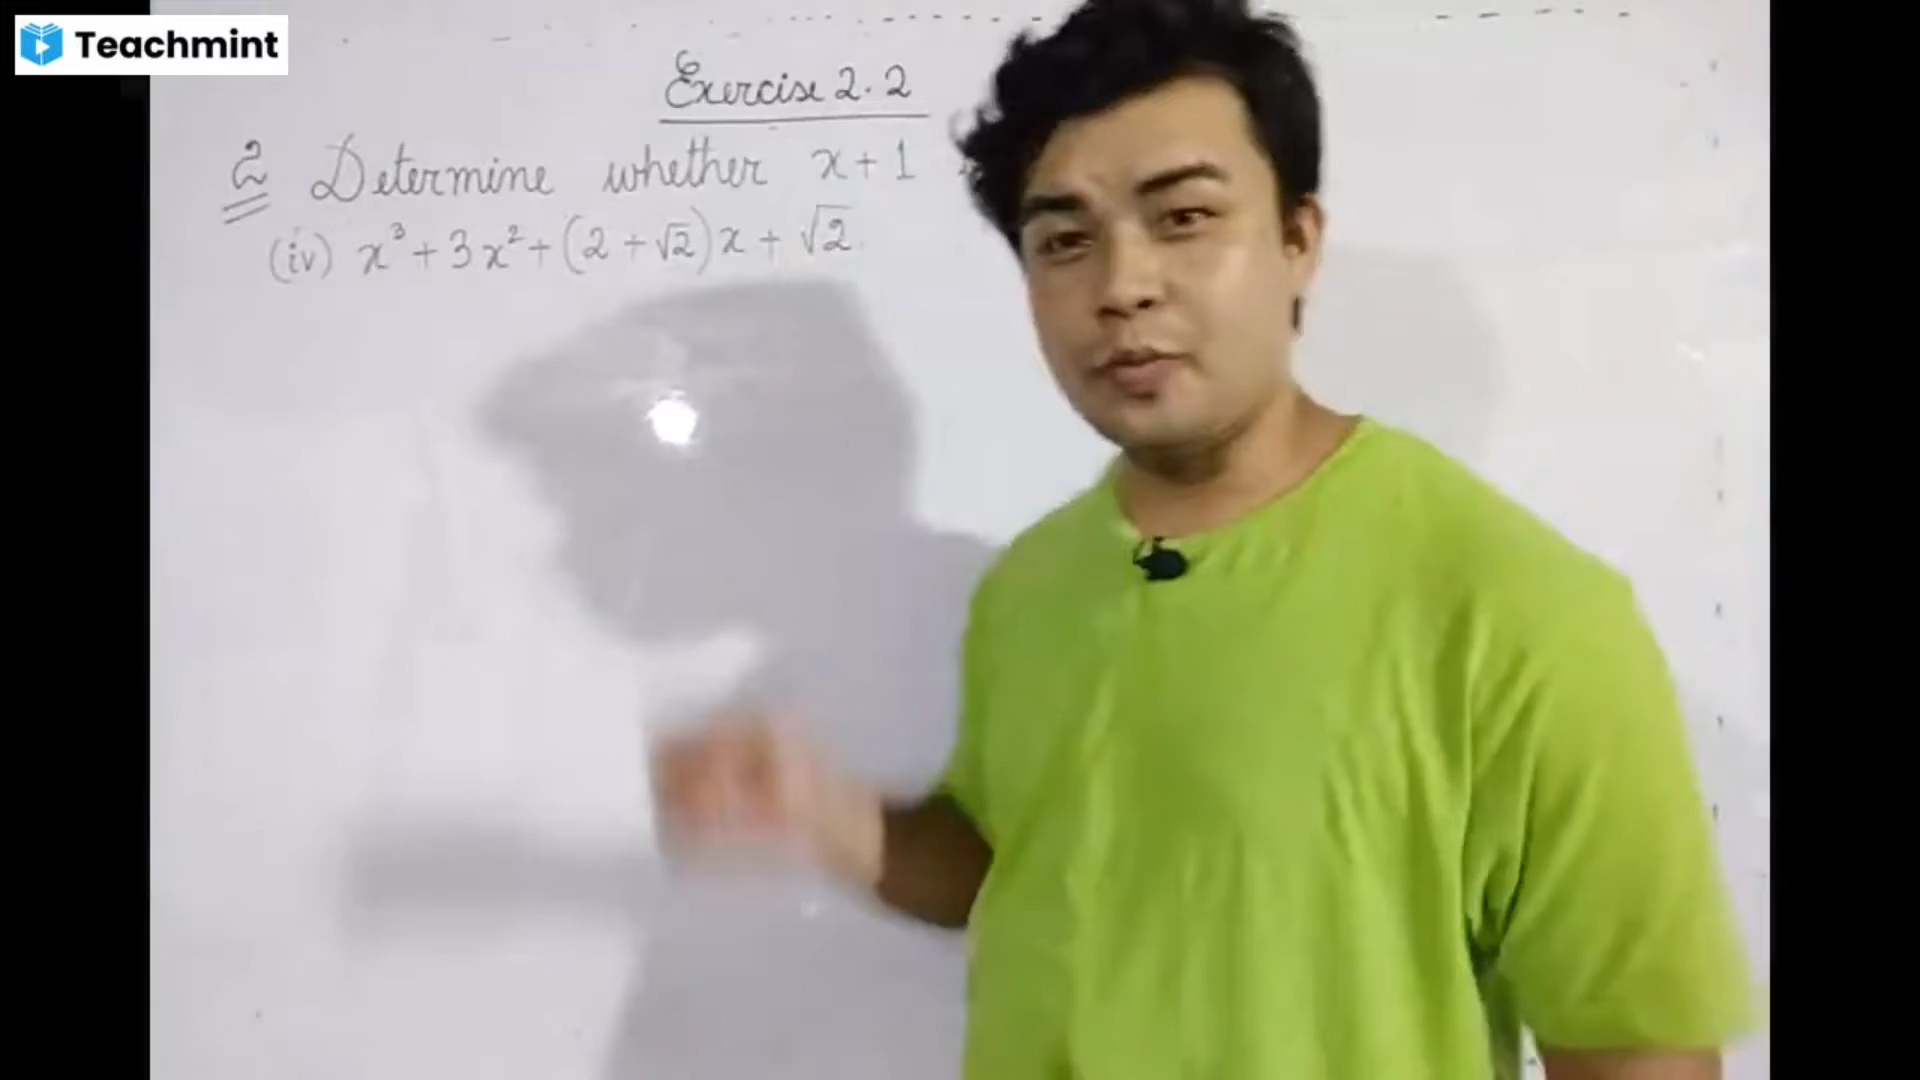 Teachmint
Exercise 2.2
2 Determine whether x+1
(iv) x³ + 3x² + (2 + √2)x + √2.